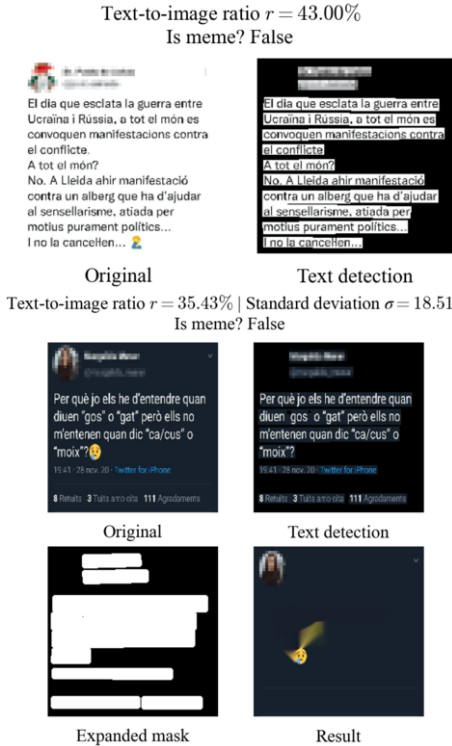 Text-to-image ratio r = 43.00%
Is meme? False
El dia que esclata la guerra entre
Ucraïna i Rússia, a tot el món es
convoquen manifestacions contra
el conflicte.
A tot el món?
No. A Lleida ahir manifestació
contra un alberg que ha d'ajudar
al sensellarisme, atiada per
motius purament polítics...
I no la cancel·len... 🤦
El dia que esclata la guerra entre
Ucraïna i Rússia, a tot el món es
convoquen manifestacions contra
el conflicte
A tot el món?
No. A Lleida ahir manifestació
contra un alberg que ha d'ajudar
al sensellarisme, atiada per
motius purament polítics...
I no la cancel·len...
Original
Text detection
Text-to-image ratio r = 35.43% | Standard deviation σ = 18.51
Is meme? False
Per què jo els he d'entendre quan
diuen "gos" o "gat" però ells no
m'entenen quan dic "ca/cus" o
"moix"?😢
19:41 · 28 nov. 20 · Twitter for iPhone
8 Retuits 3 Tuits amb cita 111 Agradaments
Per què jo els he d'entendre quan
diuen gos o "gat" però ells no
m'entenen quan dic "ca/cus" o
"moix"?
19:41 · 28 nov. 20 · Twitter for iPhone
8 Retuits 3 Tuits amb cita 111 Agradaments
Original
Text detection
Expanded mask
Result